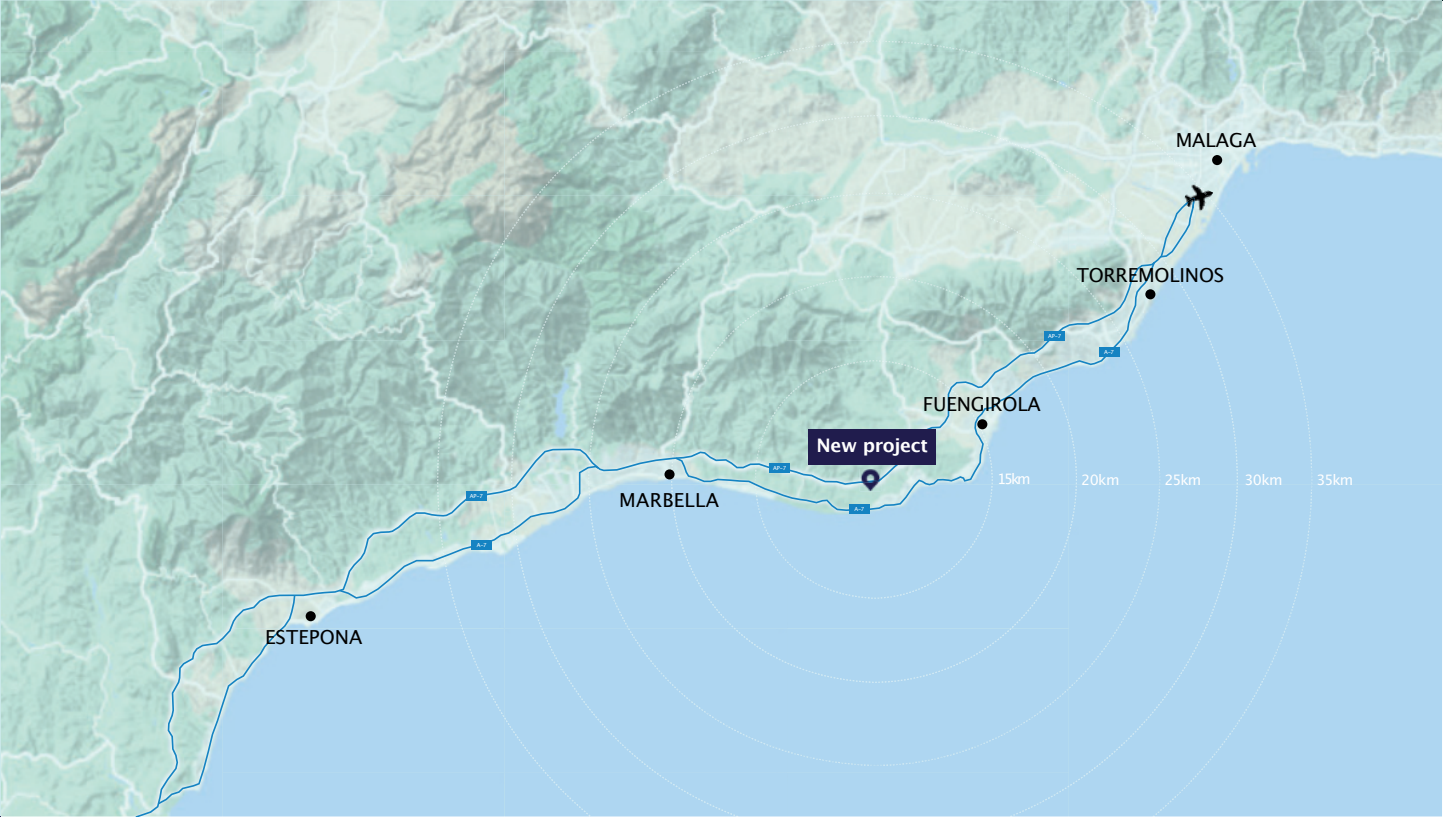 MALAGA
TORREMOLINOS
AP-7
A-7
FUENGIROLA
New project
AP-7
15km 20km 25km 30km 35km
MARBELLA
AP-7
A-7
A-7
ESTEPONA